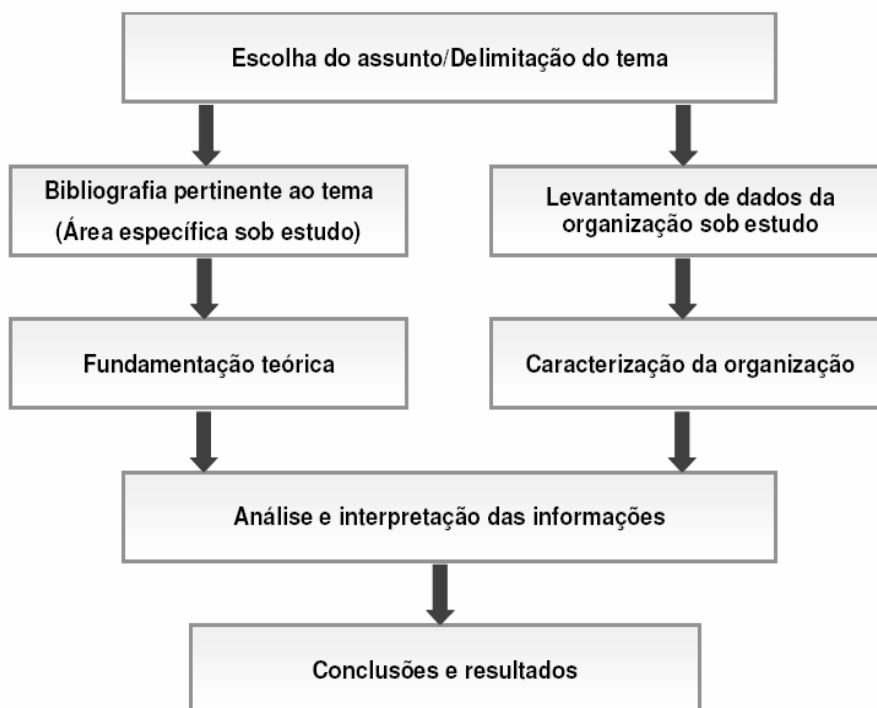 Escolha do assunto/Delimitação do tema
Bibliografia pertinente ao tema
(Área específica sob estudo)
Levantamento de dados da
organização sob estudo
Fundamentação teórica
Caracterização da organização
Análise e interpretação das informações
Conclusões e resultados